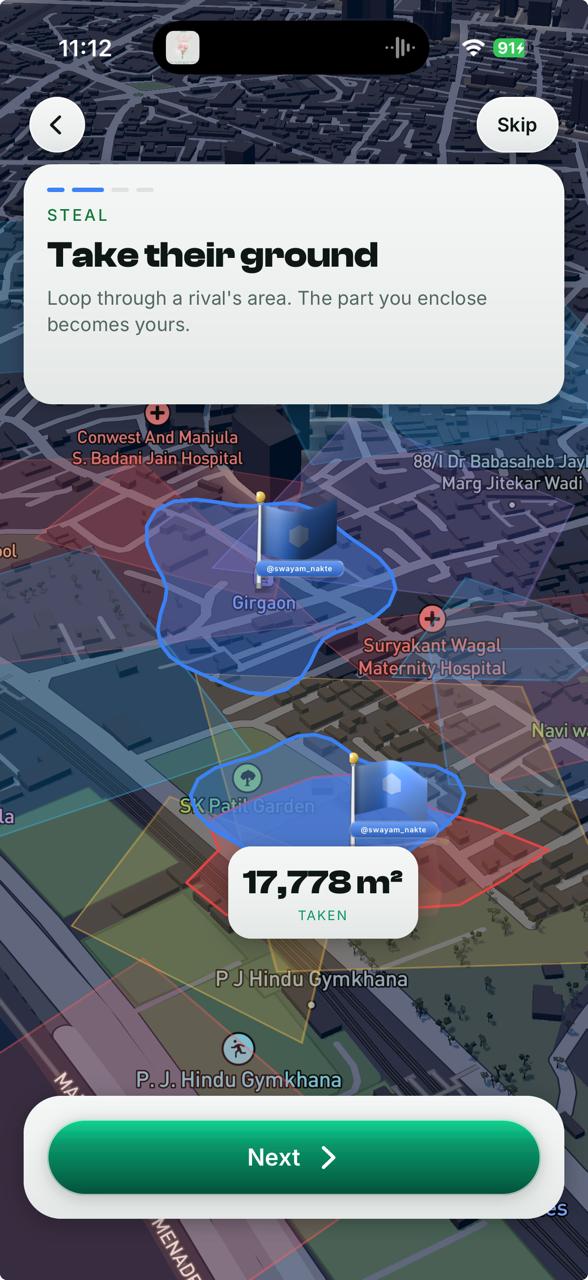 11:12
91
Skip
STEAL
Take their ground
Loop through a rival's area. The part you enclose
becomes yours.
Conwest And Manjula
S. Badani Jain Hospital
88/I Dr Babasaheb Jay
Marg Jitekar Wadi
ool
@swayam_nakte
Girgaon
Suryakant Wagal
Maternity Hospital
Navi w
SK Patil Garden
la
@swayam_nakte
17,778 m²
TAKEN
P J Hindu Gymkhana
P. J. Hindu Gymkhana
MA
Next
es
MENADE